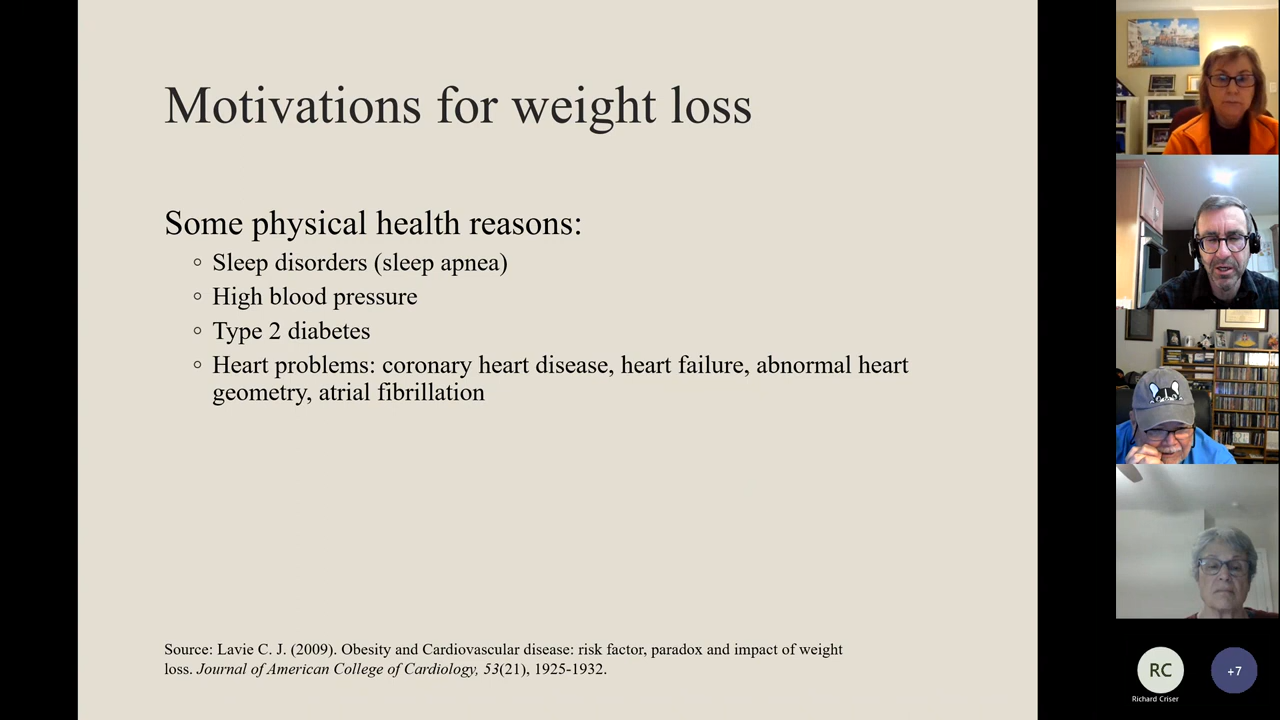 Motivations for weight loss
Some physical health reasons:
◦ Sleep disorders (sleep apnea)
◦ High blood pressure
◦ Type 2 diabetes
◦ Heart problems: coronary heart disease, heart failure, abnormal heart
geometry, atrial fibrillation
Source: Lavie C. J. (2009). Obesity and Cardiovascular disease: risk factor, paradox and impact of weight
loss. Journal of American College of Cardiology, 53(21), 1925-1932.
RC
Richard Criser
+7